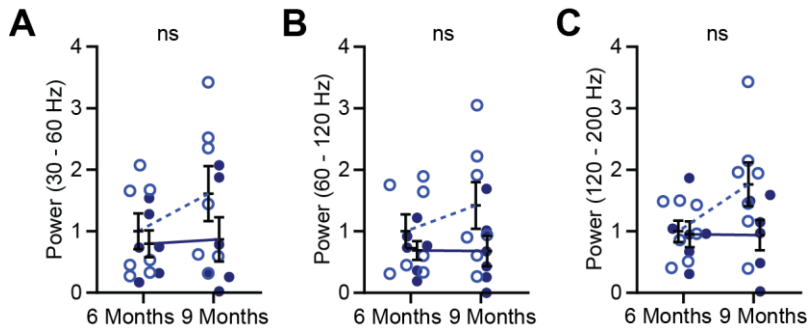 A
ns
Power (30 - 60 Hz)
4
3
2
1
0
6 Months 9 Months
B
ns
Power (60 - 120 Hz)
4
3
2
1
0
6 Months 9 Months
C
ns
Power (120 - 200 Hz)
4
3
2
1
0
6 Months 9 Months